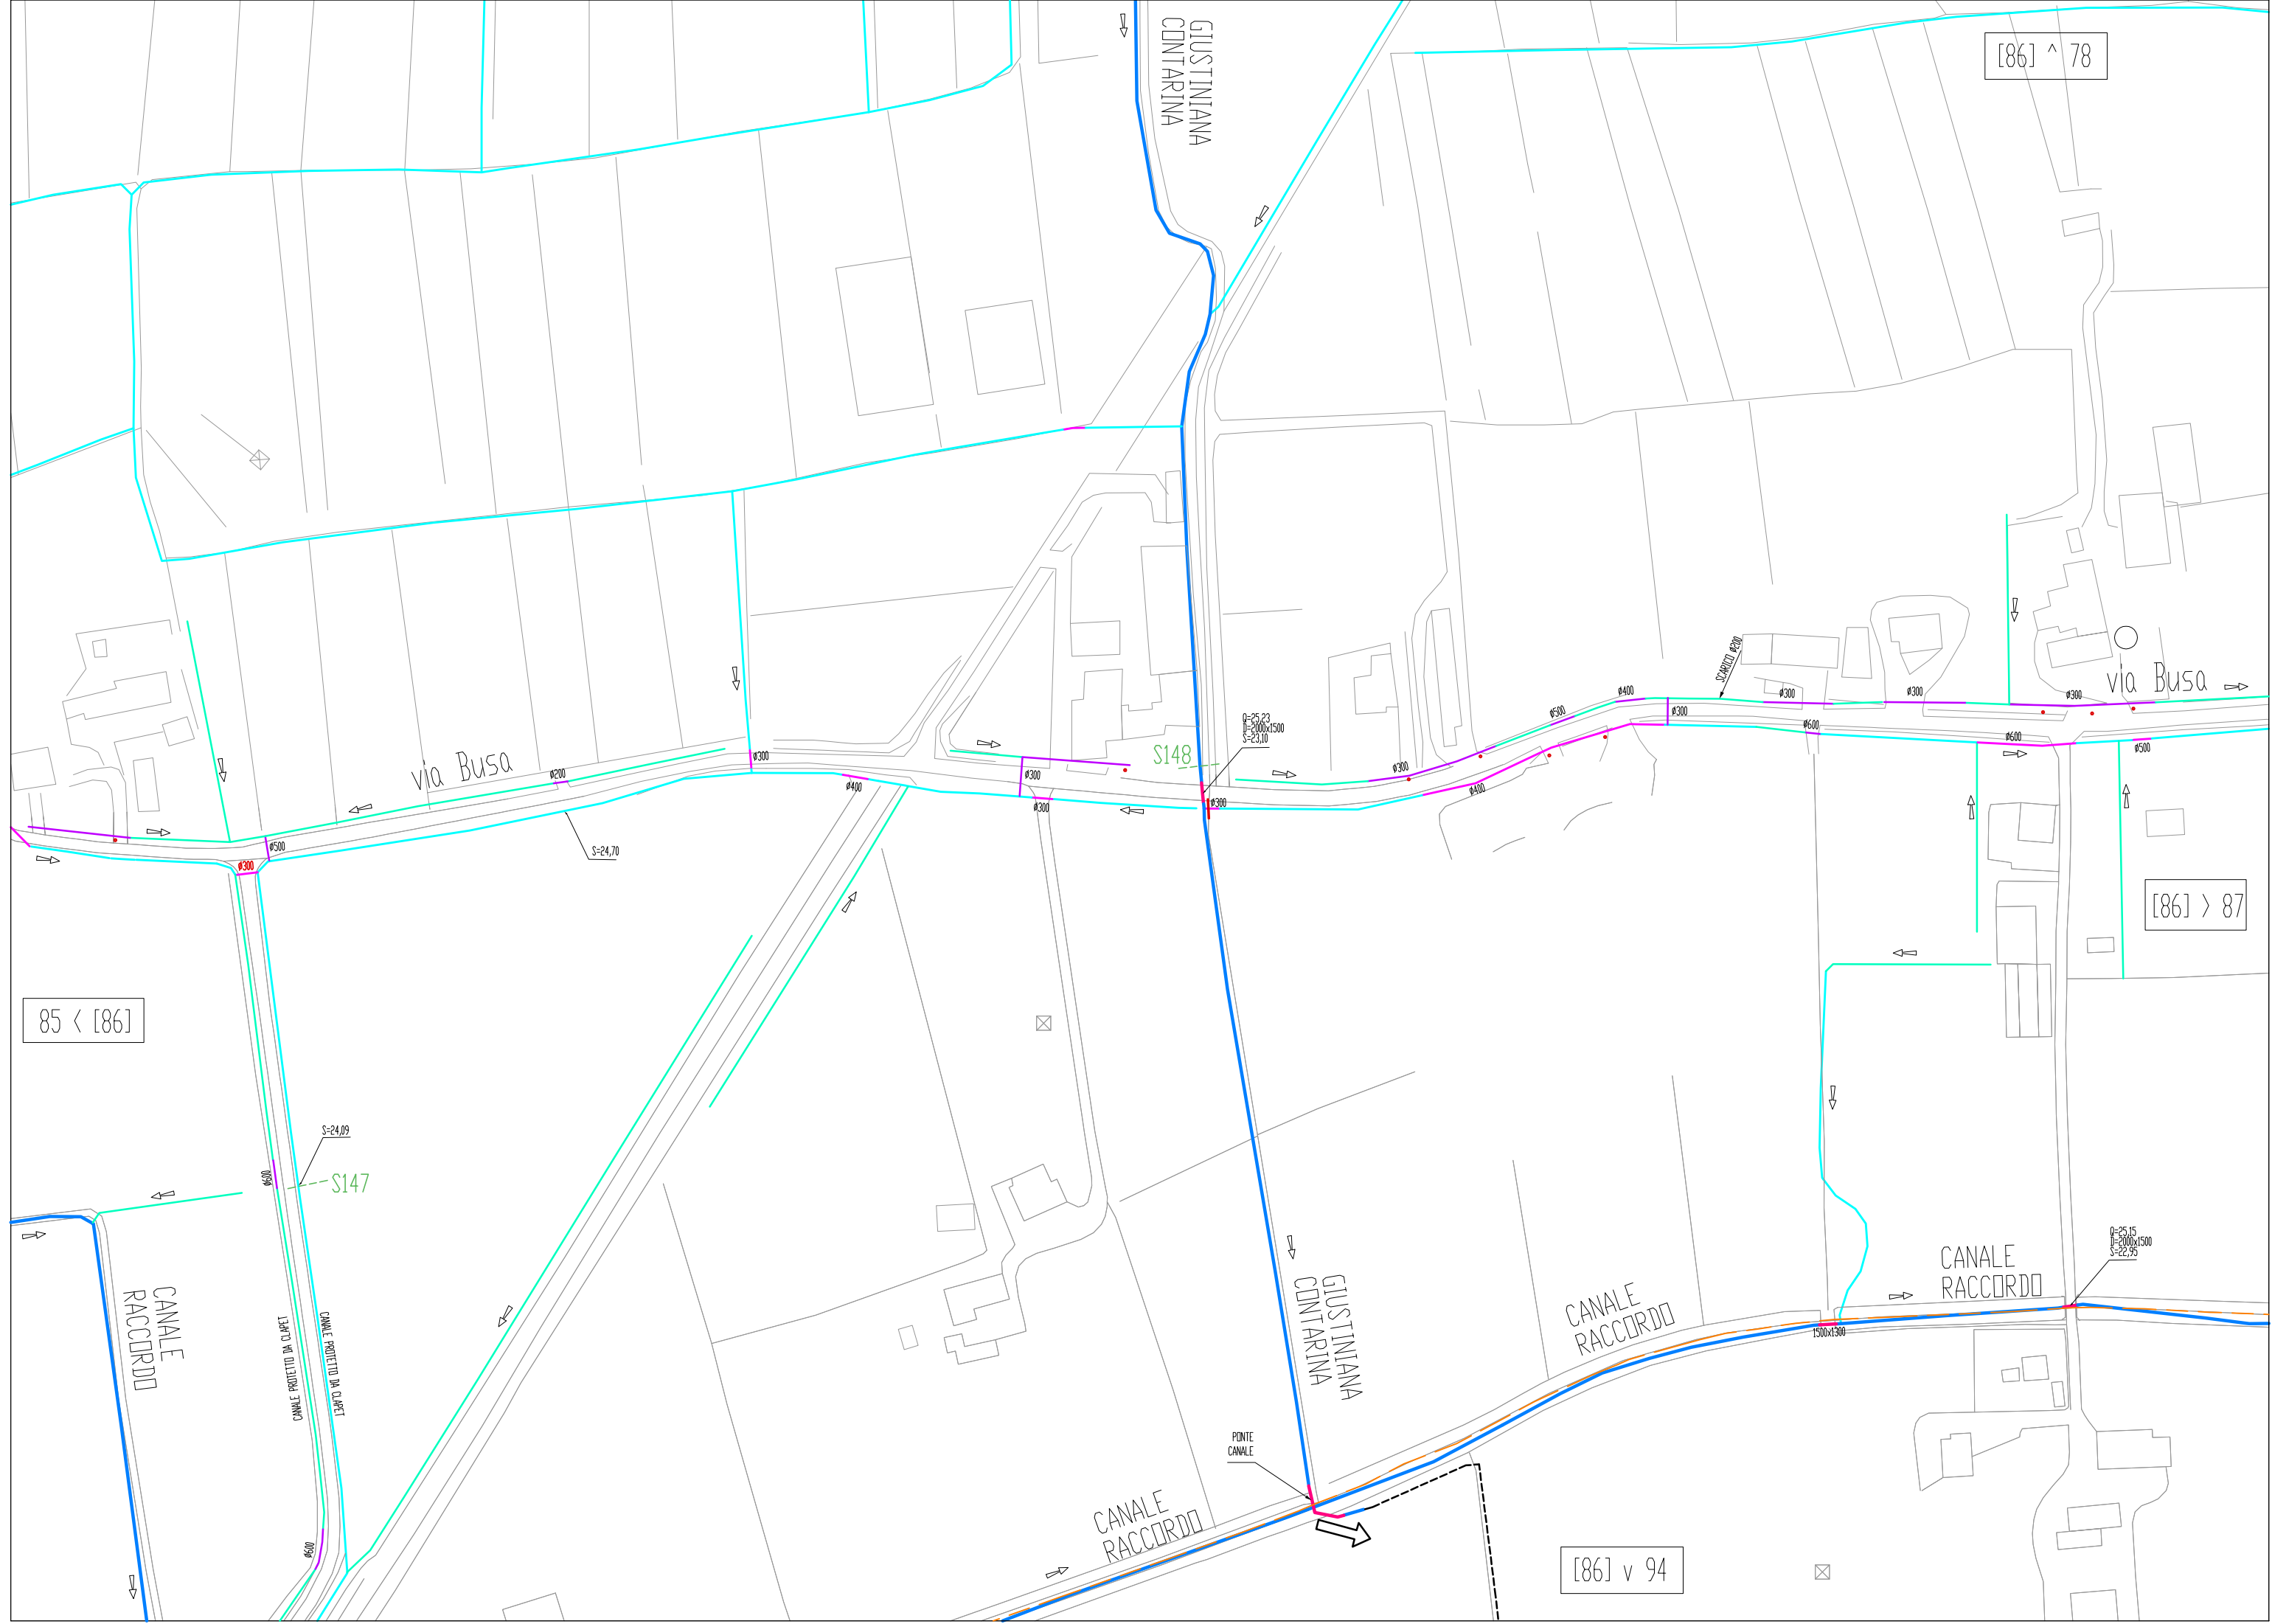 GIUSTINIANA
CONTARINA
[86] ^ 78
SCARICO ø200
ø400
ø500
ø300
ø300
ø300
ø300
ø300
via Busa
ø600
ø600
ø500
Q=25,23
D=2000x1500
S=23,10
S148
ø300
ø400
ø300
ø300
ø300
ø400
ø300
ø200
via Busa
S=24,70
ø500
ø300
[86] > 87
85 < [86]
S=24,09
S147
ø600
CANALE PROTETTO DA CLAPET
CANALE PROTETTO DA CLAPET
ø600
CANALE
RACCORDO
GIUSTINIANA
CONTARINA
CANALE
RACCORDO
CANALE
RACCORDO
Q=25,15
D=2000x1500
S=22,95
1500x1300
PONTE
CANALE
CANALE
RACCORDO
[86] v 94